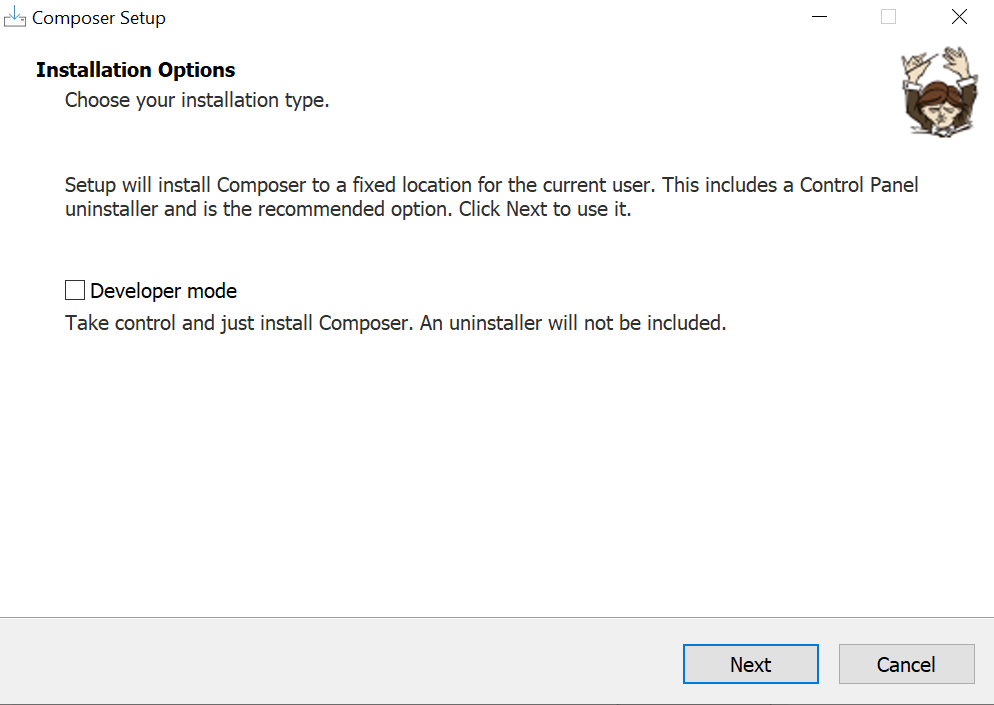 Composer Setup
Installation Options
Choose your installation type.
Setup will install Composer to a fixed location for the current user. This includes a Control Panel
uninstaller and is the recommended option. Click Next to use it.
Developer mode
Take control and just install Composer. An uninstaller will not be included.
Next
Cancel